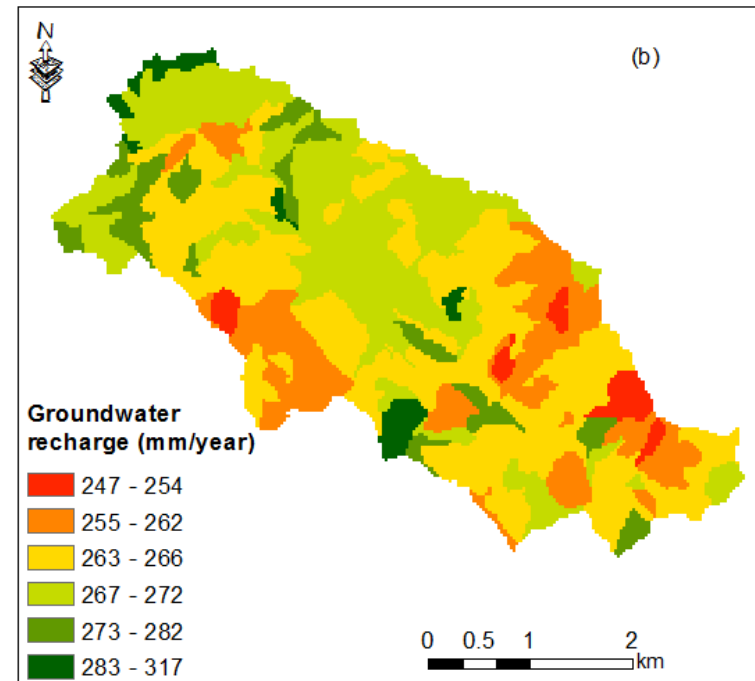 N
(b)
Groundwater
recharge (mm/year)
247 - 254
255 - 262
263 - 266
267 - 272
273 - 282
283 - 317
0 0.5 1 2
km